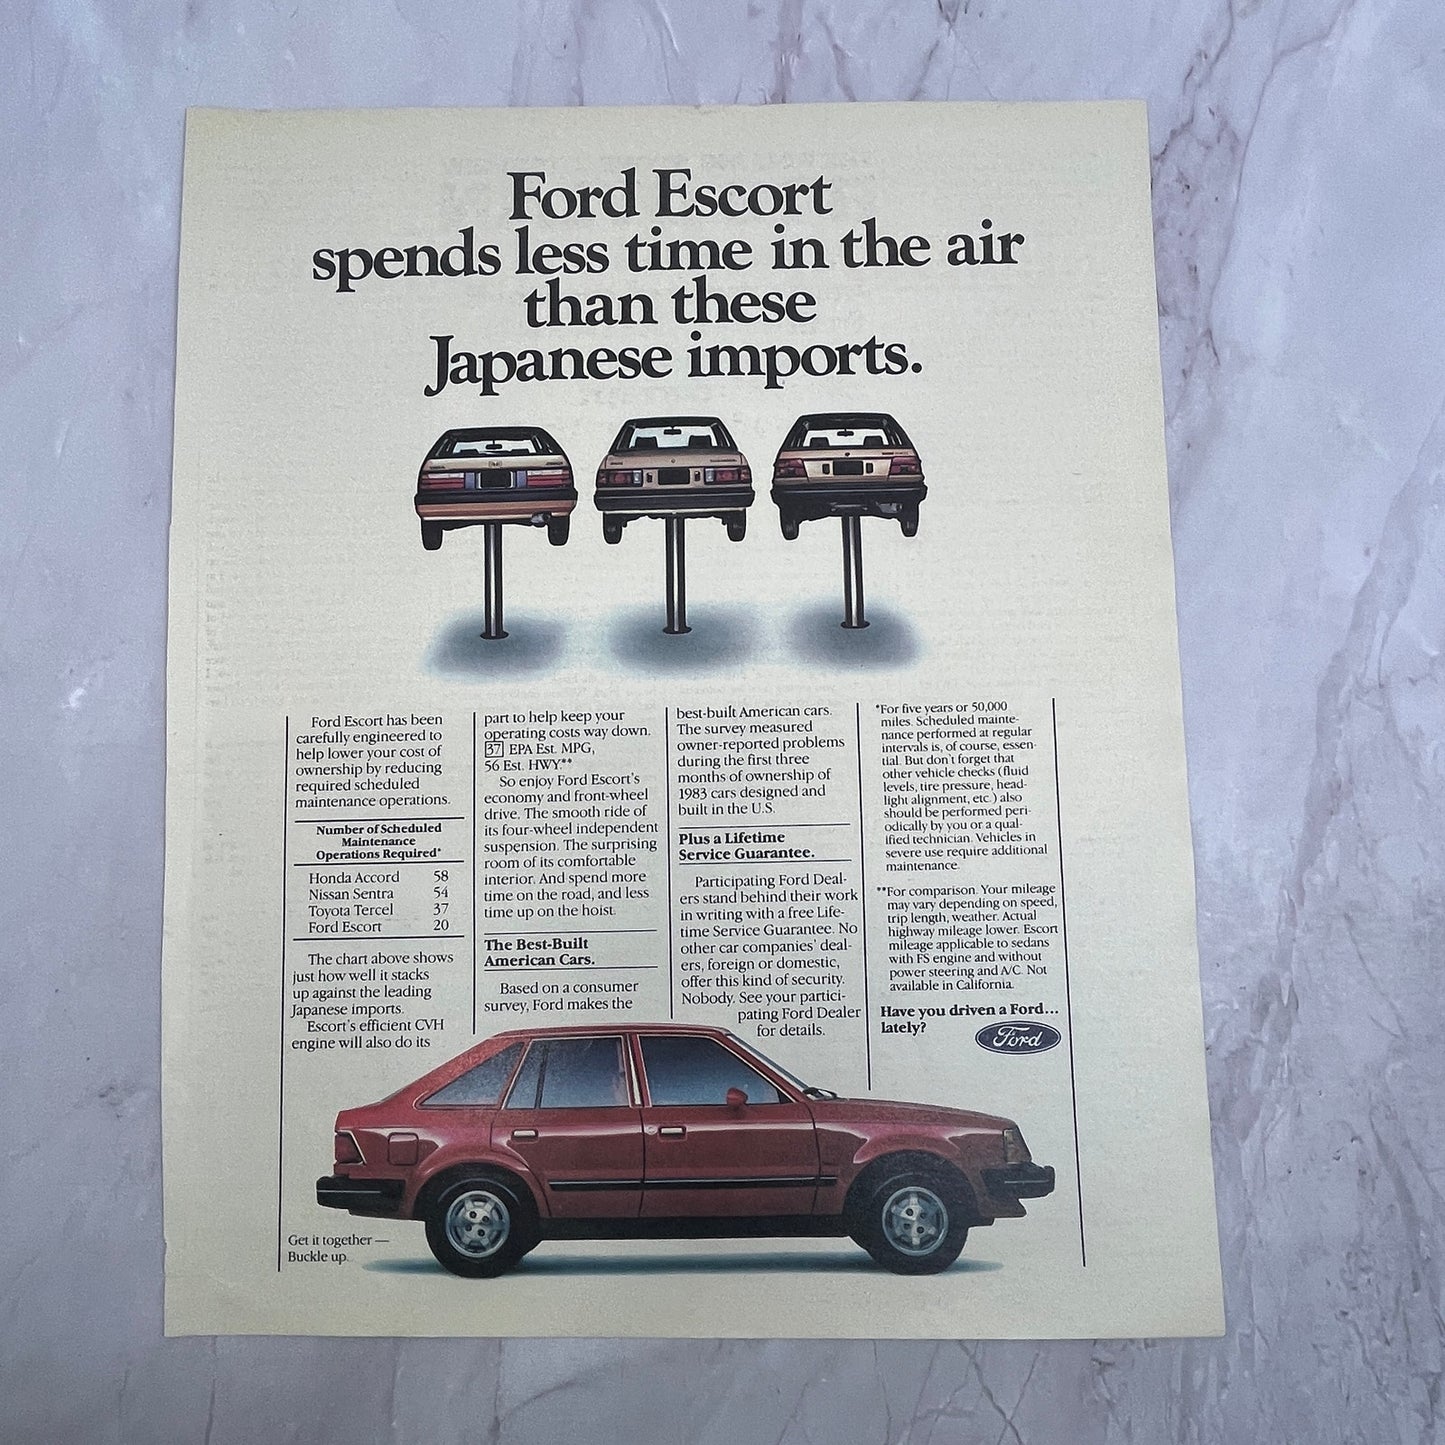 Ford Escort
spends less time in the air
than these
Japanese imports.
Ford Escort has been
carefully engineered to
help lower your cost of
ownership by reducing
required scheduled
maintenance operations.
Number of Scheduled
Maintenance
Operations Required*
Honda Accord 58
Nissan Sentra 54
Toyota Tercel 37
Ford Escort 20
The chart above shows
just how well it stacks
up against the leading
Japanese imports.
Escort's efficient CVH
engine will also do its
part to help keep your
operating costs way down.
37 EPA Est. MPG,
56 Est. HWY.**
So enjoy Ford Escort's
economy and front-wheel
drive. The smooth ride of
its four-wheel independent
suspension. The surprising
room of its comfortable
interior. And spend more
time on the road, and less
time up on the hoist.
The Best-Built
American Cars.
Based on a consumer
survey, Ford makes the
best-built American cars.
The survey measured
owner-reported problems
during the first three
months of ownership of
1983 cars designed and
built in the U.S.
Plus a Lifetime
Service Guarantee.
Participating Ford Deal-
ers stand behind their work
in writing with a free Life-
time Service Guarantee. No
other car companies' deal-
ers, foreign or domestic,
offer this kind of security.
Nobody. See your partici-
pating Ford Dealer
for details.
*For five years or 50,000
miles. Scheduled mainte-
nance performed at regular
intervals is, of course, essen-
tial. But don't forget that
other vehicle checks (fluid
levels, tire pressure, head-
light alignment, etc.) also
should be performed peri-
odically by you or a qual-
ified technician. Vehicles in
severe use require additional
maintenance.
**For comparison. Your mileage
may vary depending on speed,
trip length, weather. Actual
highway mileage lower. Escort
mileage applicable to sedans
with FS engine and without
power steering and A/C. Not
available in California.
Have you driven a Ford...
lately?
Ford
Get it together—
Buckle up.